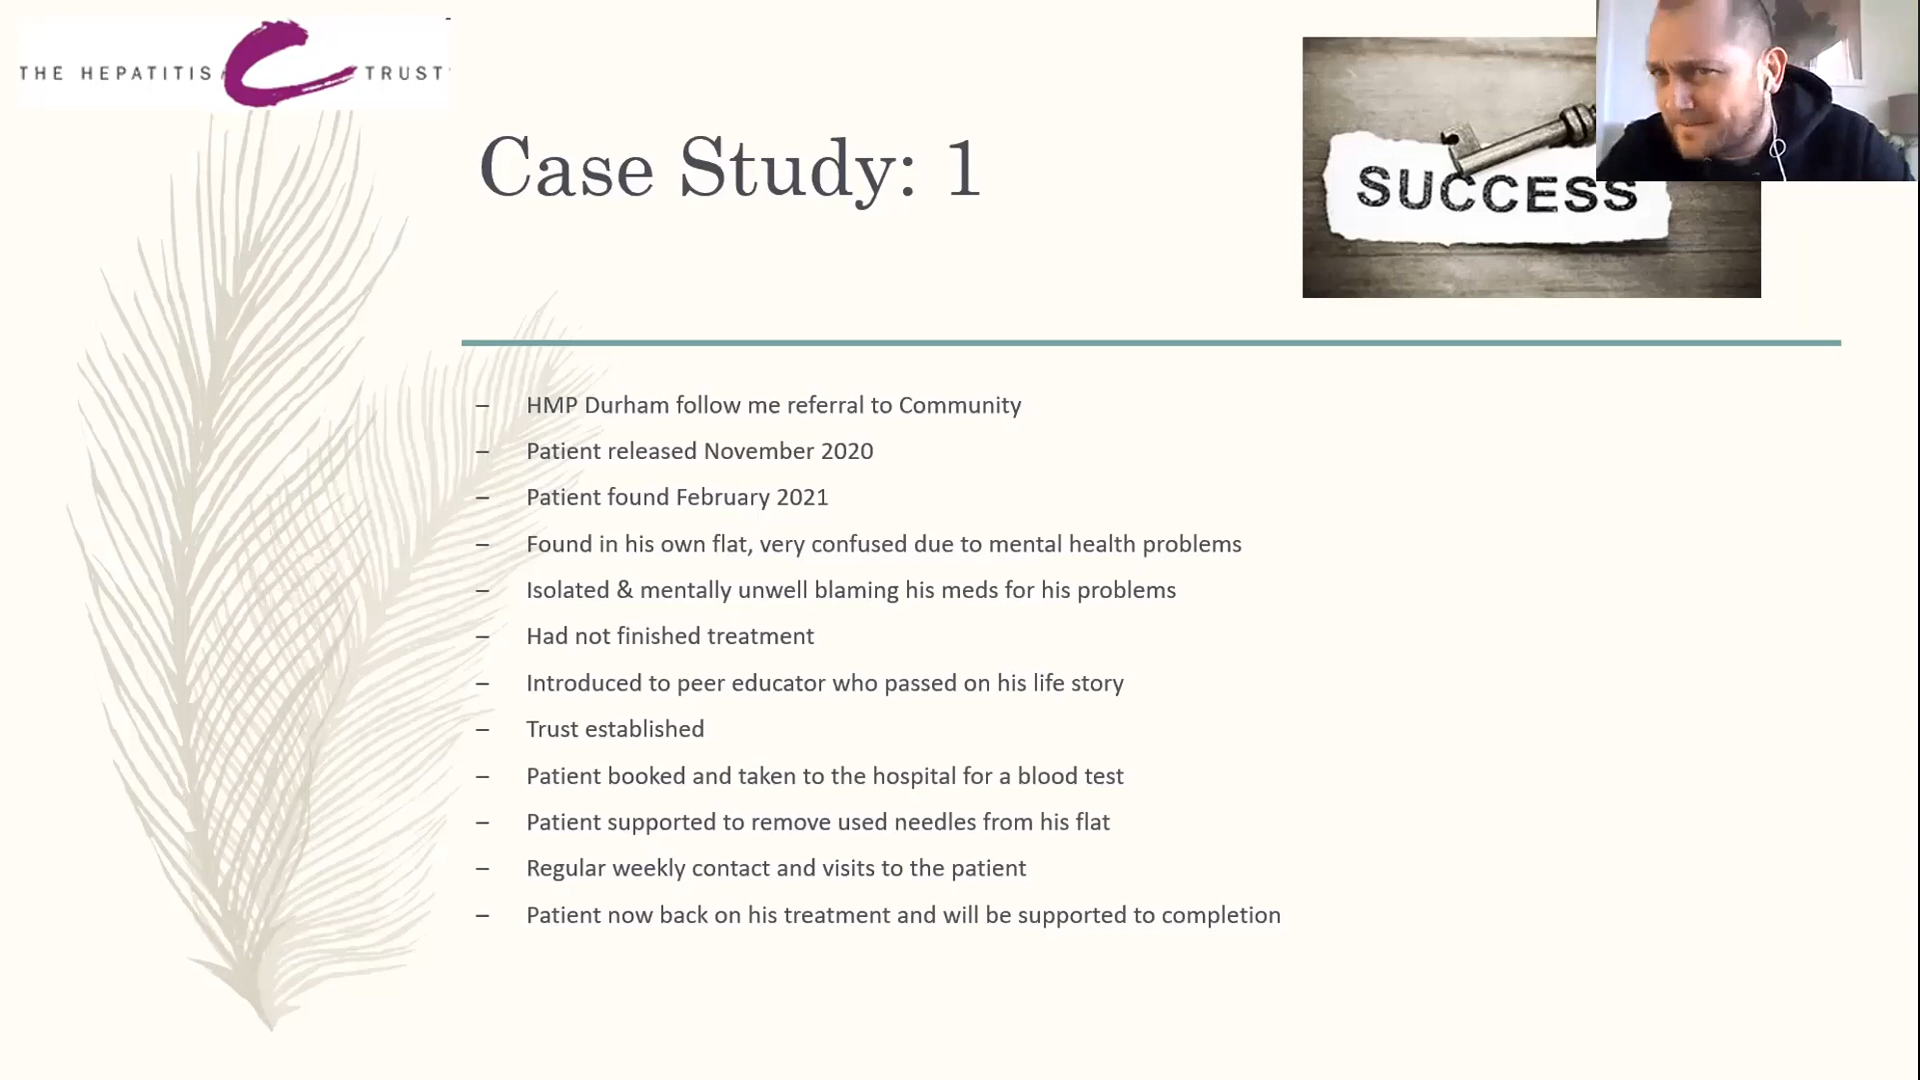 THE HEPATITIS C TRUST
Case Study: 1
SUCCESS
– HMP Durham follow me referral to Community
– Patient released November 2020
– Patient found February 2021
– Found in his own flat, very confused due to mental health problems
– Isolated & mentally unwell blaming his meds for his problems
– Had not finished treatment
– Introduced to peer educator who passed on his life story
– Trust established
– Patient booked and taken to the hospital for a blood test
– Patient supported to remove used needles from his flat
– Regular weekly contact and visits to the patient
– Patient now back on his treatment and will be supported to completion